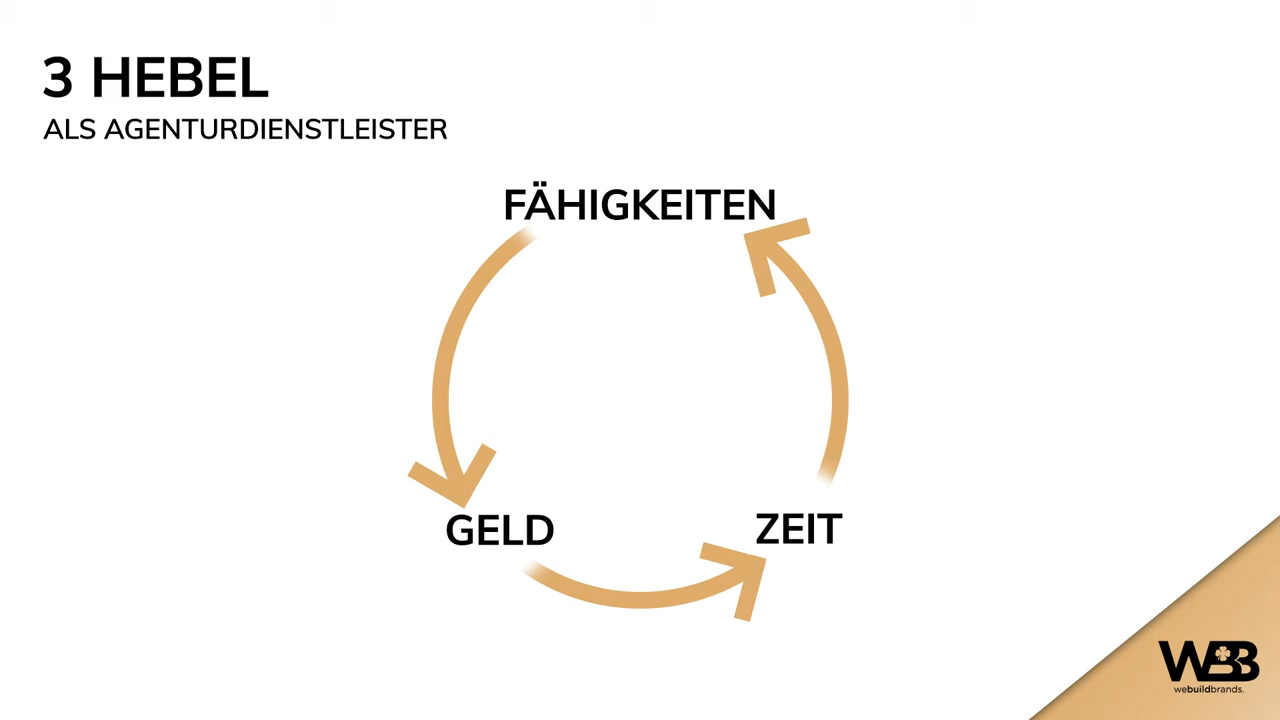 3 HEBEL
ALS AGENTURDIENSTLEISTER
FÄHIGKEITEN
GELD
ZEIT
WBB
webuildbrands.